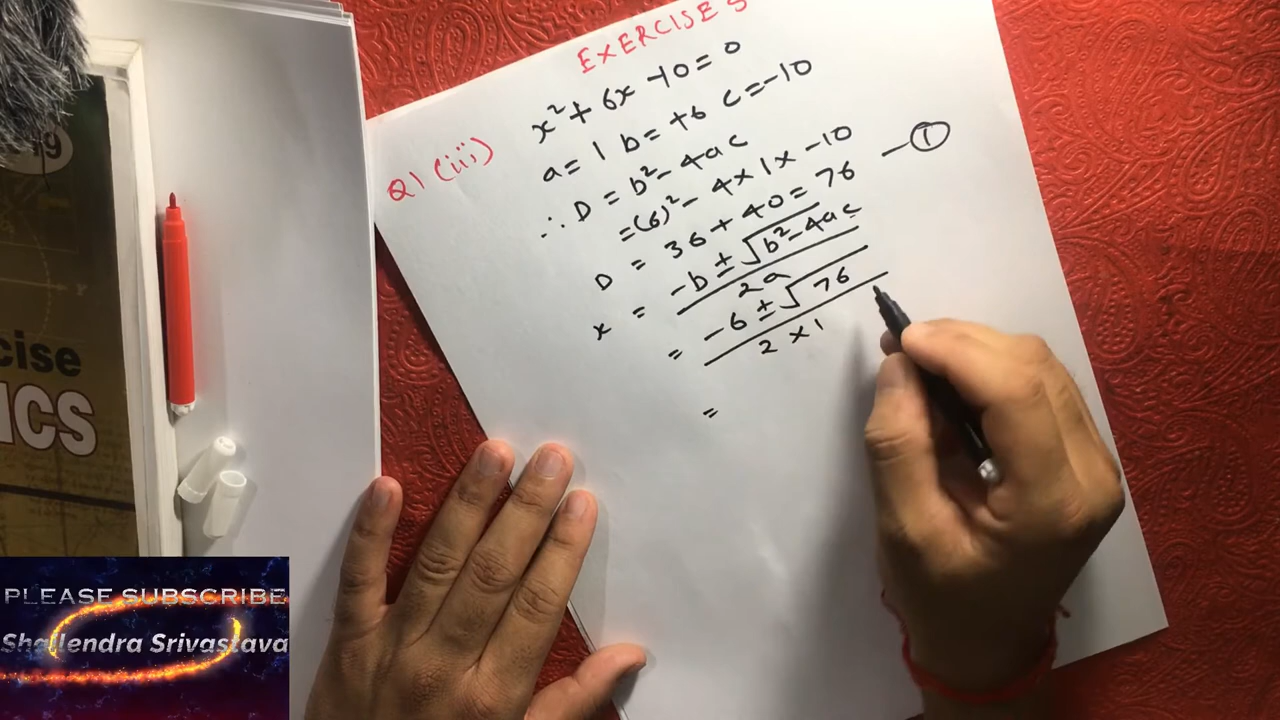 EXERCISE 5
Q1 (iii) x² + 6x - 10 = 0
a = 1 b = +6 c = -10
∴ D = b² - 4ac
= (6)² - 4 x 1 x -10
D = 36 + 40 = 76 — ①
x = -b ± √b² - 4ac / 2a
= -6 ± √76 / 2 x 1
=
cise
ICS
PLEASE SUBSCRIBE
Shailendra Srivastava